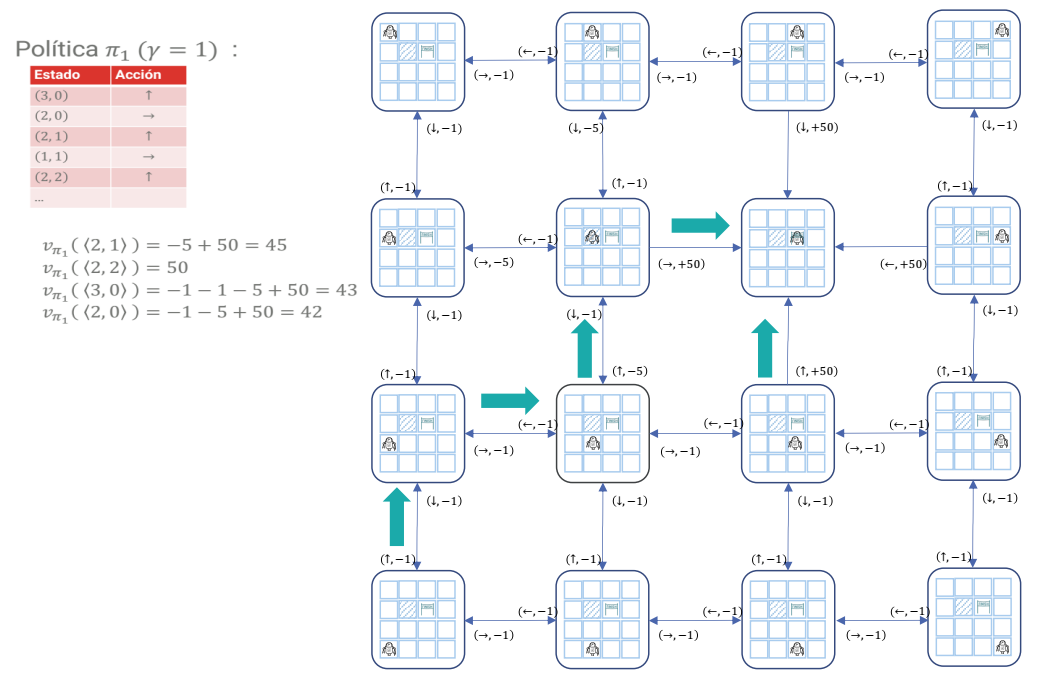 Política π₁ (γ = 1) :
Estado Acción
(3, 0) ↑
(2, 0) →
(2, 1) ↑
(1, 1) →
(2, 2) ↑
...
v_π₁( ⟨2, 1⟩ ) = −5 + 50 = 45
v_π₁( ⟨2, 2⟩ ) = 50
v_π₁( ⟨3, 0⟩ ) = −1 − 1 − 5 + 50 = 43
v_π₁( ⟨2, 0⟩ ) = −1 − 5 + 50 = 42
(←, −1) (←, −1) (←, −1)
(→, −1) (→, −1) (→, −1)
(↓, −1) (↓, −5) (↓, +50) (↓, −1)
(↑, −1) (↑, −1) (↑, −1)
(←, −1)
(→, −5) (→, +50) (←, +50)
(↓, −1) (↓, −1) (↓, −1)
(↑, −1) (↑, −5) (↑, +50) (↑, −1)
(←, −1) (←, −1) (←, −1)
(→, −1) (→, −1) (→, −1)
(↓, −1) (↓, −1) (↓, −1) (↓, −1)
(↑, −1) (↑, −1) (↑, −1) (↑, −1)
(←, −1) (←, −1) (←, −1)
(→, −1) (→, −1) (→, −1)